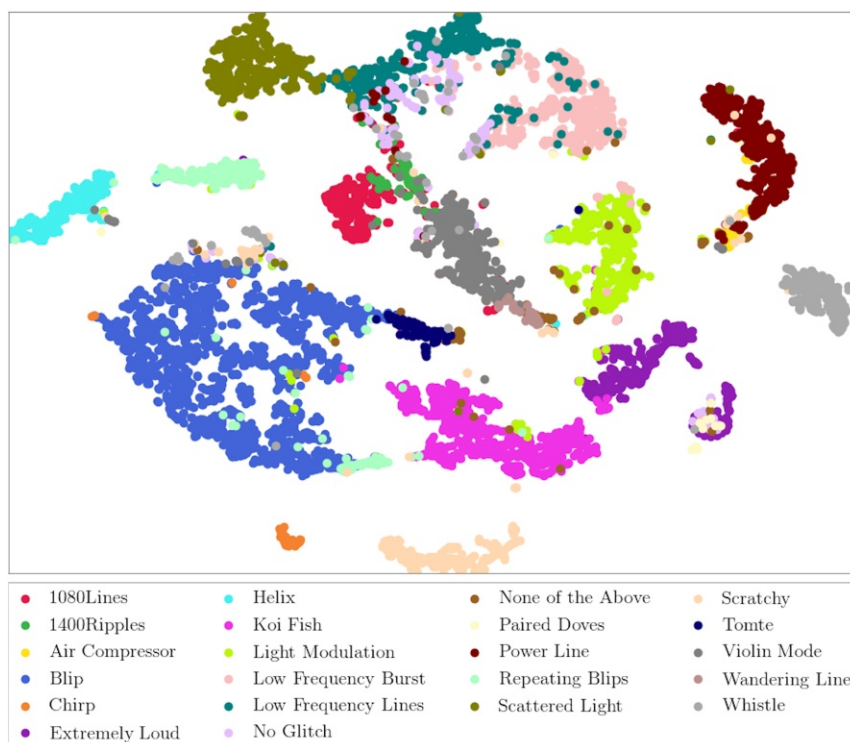 1080Lines
1400Ripples
Air Compressor
Blip
Chirp
Extremely Loud
Helix
Koi Fish
Light Modulation
Low Frequency Burst
Low Frequency Lines
No Glitch
None of the Above
Paired Doves
Power Line
Repeating Blips
Scattered Light
Scratchy
Tomte
Violin Mode
Wandering Line
Whistle